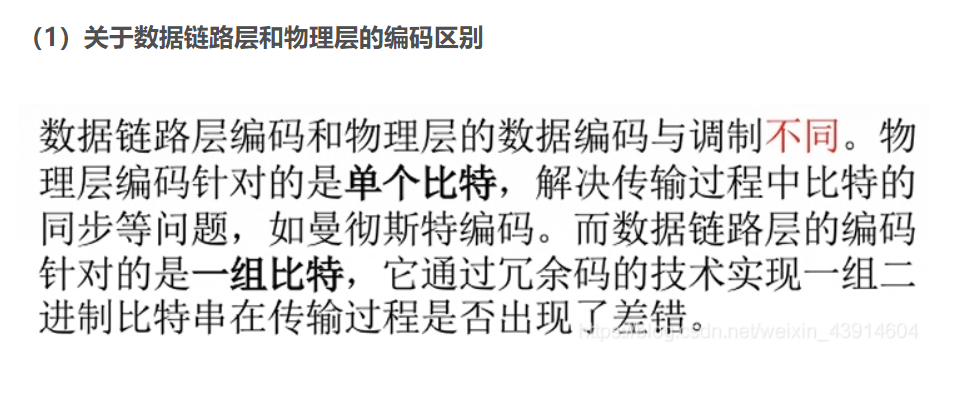 （1）关于数据链路层和物理层的编码区别
数据链路层编码和物理层的数据编码与调制不同。物
理层编码针对的是单个比特，解决传输过程中比特的
同步等问题，如曼彻斯特编码。而数据链路层的编码
针对的是一组比特，它通过冗余码的技术实现一组二
进制比特串在传输过程是否出现了差错。
https://blog.csdn.net/weixin_43914604